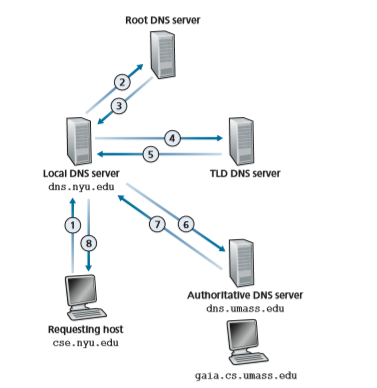 Root DNS server
2
3
4
5
Local DNS server
dns.nyu.edu
TLD DNS server
1
8
7
6
Authoritative DNS server
dns.umass.edu
Requesting host
cse.nyu.edu
gaia.cs.umass.edu